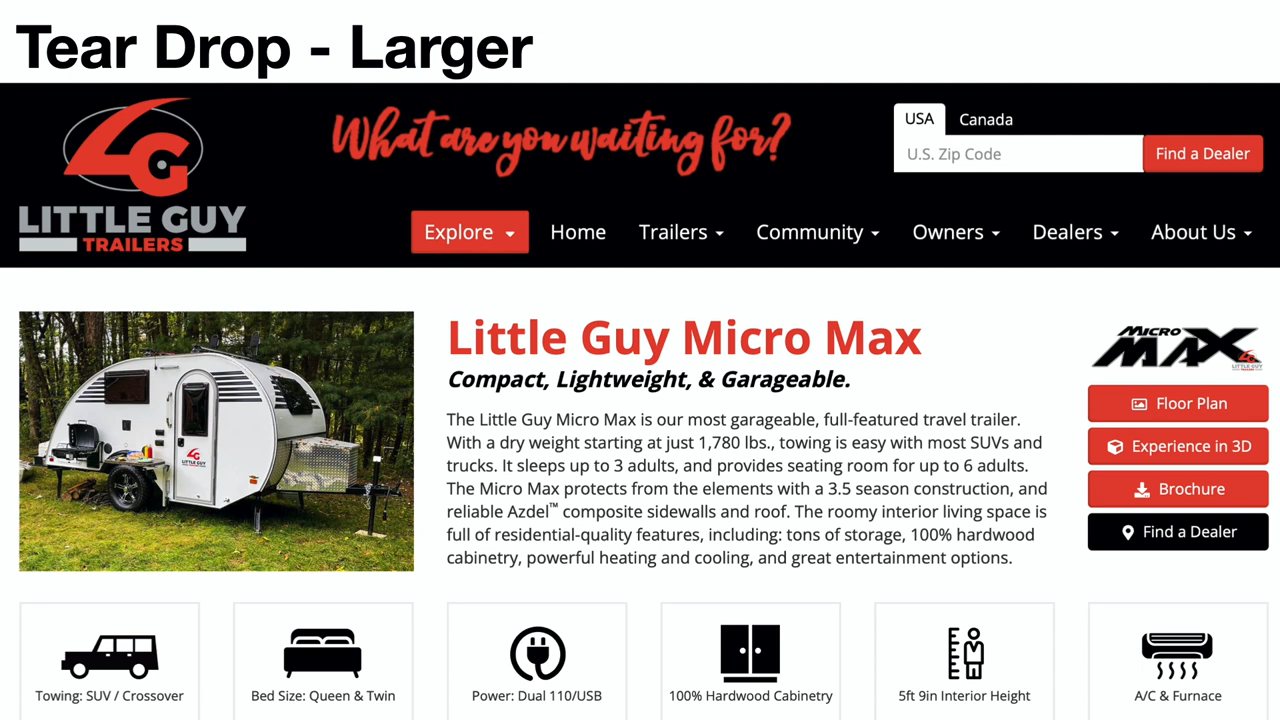 Tear Drop - Larger
LG
LITTLE GUY
TRAILERS
What are you waiting for?
USA
Canada
U.S. Zip Code
Find a Dealer
Explore
Home
Trailers
Community
Owners
Dealers
About Us
LITTLE GUY
Little Guy Micro Max
Compact, Lightweight, & Garageable.
The Little Guy Micro Max is our most garageable, full-featured travel trailer.
With a dry weight starting at just 1,780 lbs., towing is easy with most SUVs and
trucks. It sleeps up to 3 adults, and provides seating room for up to 6 adults.
The Micro Max protects from the elements with a 3.5 season construction, and
reliable Azdel™ composite sidewalls and roof. The roomy interior living space is
full of residential-quality features, including: tons of storage, 100% hardwood
cabinetry, powerful heating and cooling, and great entertainment options.
MICRO
MAX
Floor Plan
Experience in 3D
Brochure
Find a Dealer
Towing: SUV / Crossover
Bed Size: Queen & Twin
Power: Dual 110/USB
100% Hardwood Cabinetry
5ft 9in Interior Height
A/C & Furnace